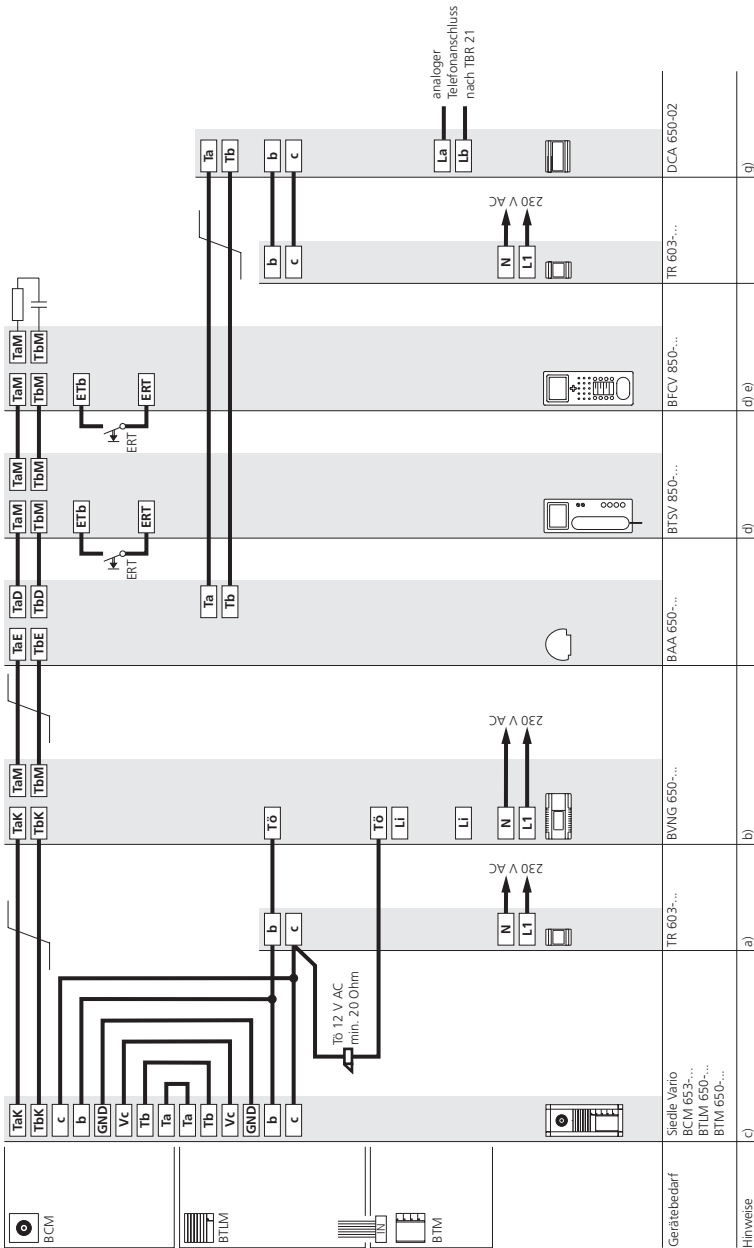 TaK
TbK
c
b
GND
Vc
Tb
Ta
Ta
Tb
Vc
GND
b
c
BCM
BTLM
IN
BTM
Tö 12 V AC
min. 20 Ohm
b
c
N
L1
230 V AC
TaK
TbK
TaM
TbM
Tö
Tö
Li
Li
N
L1
230 V AC
TaE
TbE
TaD
TbD
Ta
Tb
ERT
TaM
TbM
TaM
TbM
ETb
ERT
ERT
TaM
TbM
TaM
TbM
ETb
ERT
b
c
N
L1
230 V AC
Ta
Tb
b
c
La
Lb
analoger
Telefonanschluss
nach TBR 21
Gerätebedarf
Siedle Vario
BCM 653-...
BTLM 650-...
BTM 650-...
TR 603-...
BVNG 650-...
BAA 650-...
BTSV 850-...
BFCV 850-...
TR 603-...
DCA 650-02
Hinweise
c)
a)
b)
d)
d) e)
g)